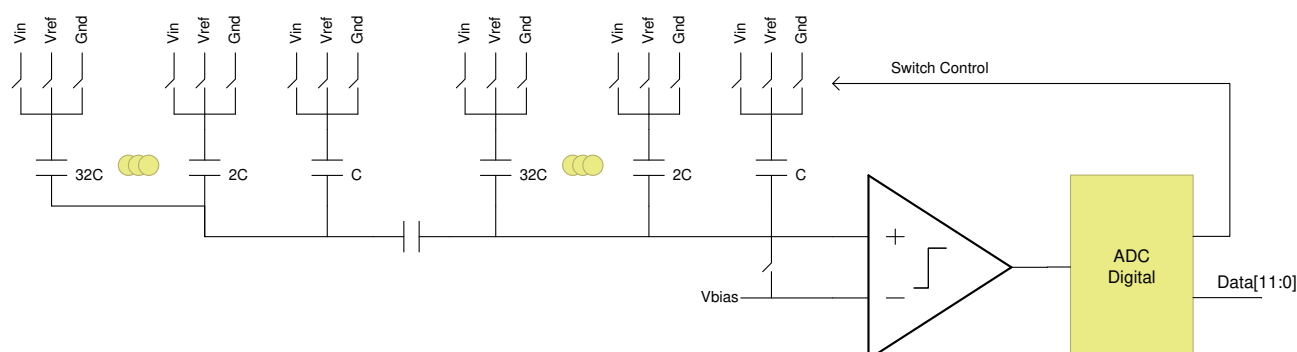 Vin Vref Gnd Vin Vref Gnd Vin Vref Gnd Vin Vref Gnd Vin Vref Gnd Vin Vref Gnd
Switch Control
32C 2C C 32C 2C C
+
ADC
Digital
Data[11:0]
Vbias
−